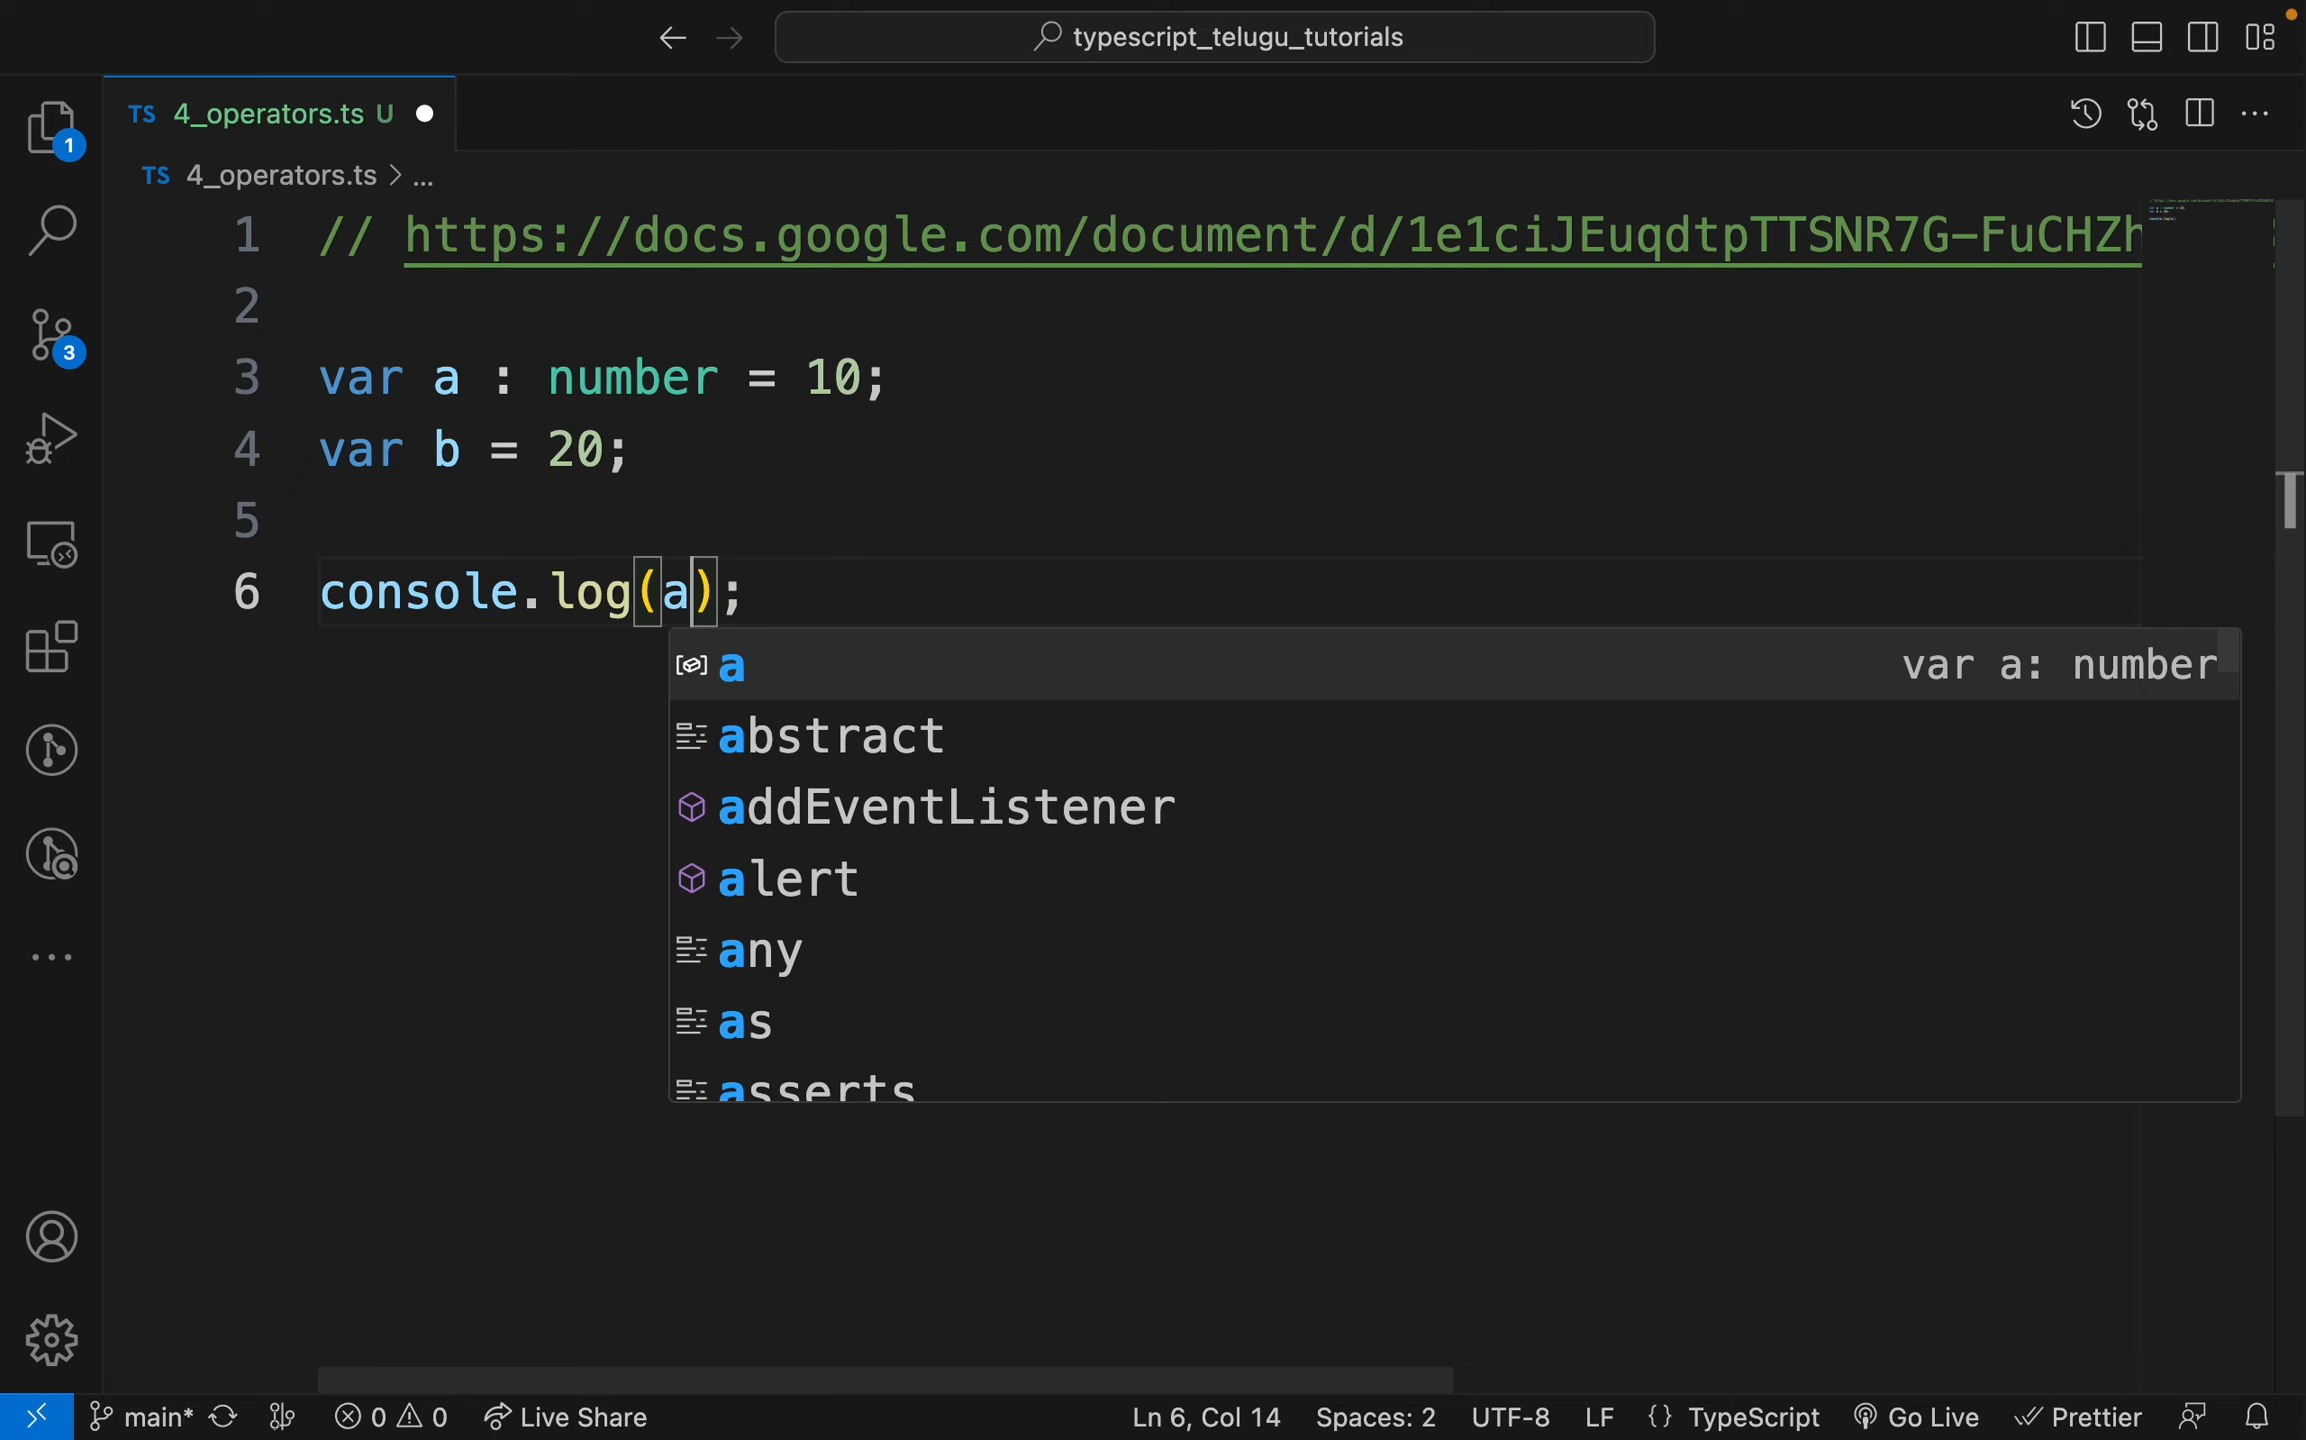 typescript_telugu_tutorials
TS 4_operators.ts U
1
TS 4_operators.ts > ...
1 // https://docs.google.com/document/d/1e1ciJEuqdtpTTSNR7G-FuCHZh
2
3 var a : number = 10;
3
4 var b = 20;
5
6 console.log(a);
a var a: number
abstract
addEventListener
alert
any
as
asserts
main* 0 0 Live Share Ln 6, Col 14 Spaces: 2 UTF-8 LF {} TypeScript Go Live Prettier